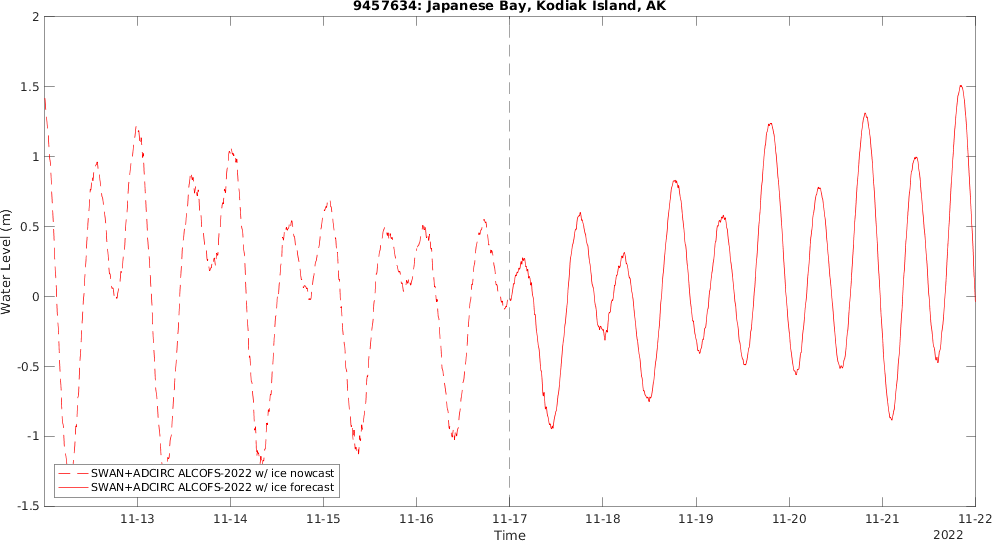 9457634: Japanese Bay, Kodiak Island, AK
2
1.5
1
0.5
0
-0.5
-1
-1.5
Water Level (m)
SWAN+ADCIRC ALCOFS-2022 w/ ice nowcast
SWAN+ADCIRC ALCOFS-2022 w/ ice forecast
11-13 11-14 11-15 11-16 11-17 11-18 11-19 11-20 11-21 11-22
Time
2022